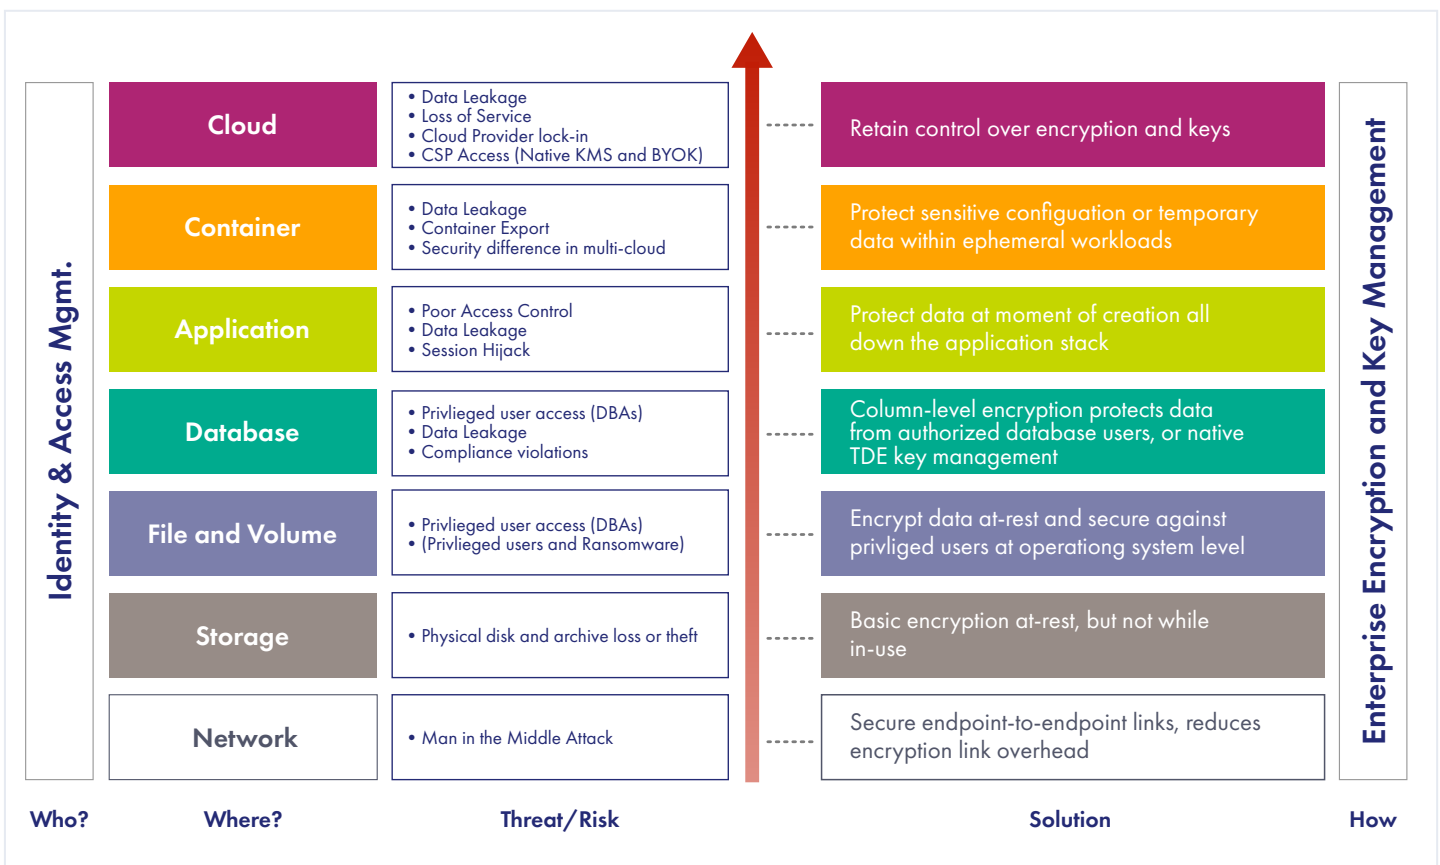 Identity & Access Mgmt.
Cloud
• Data Leakage
• Loss of Service
• Cloud Provider lock-in
• CSP Access (Native KMS and BYOK)
Retain control over encryption and keys
Container
• Data Leakage
• Container Export
• Security difference in multi-cloud
Protect sensitive configuation or temporary
data within ephemeral workloads
Application
• Poor Access Control
• Data Leakage
• Session Hijack
Protect data at moment of creation all
down the application stack
Database
• Privlieged user access (DBAs)
• Data Leakage
• Compliance violations
Column-level encryption protects data
from authorized database users, or native
TDE key management
File and Volume
• Privlieged user access (DBAs)
• (Privlieged users and Ransomware)
Encrypt data at-rest and secure against
privliged users at operationg system level
Storage
• Physical disk and archive loss or theft
Basic encryption at-rest, but not while
in-use
Network
• Man in the Middle Attack
Secure endpoint-to-endpoint links, reduces
encryption link overhead
Enterprise Encryption and Key Management
Who?
Where?
Threat/Risk
Solution
How